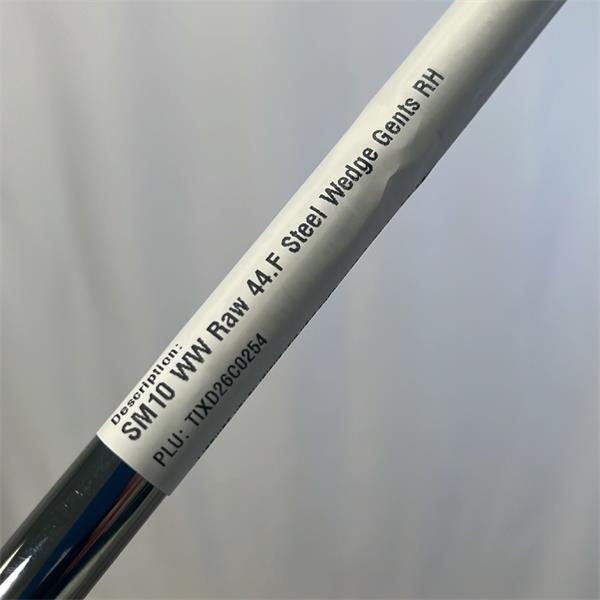 Description:
SM10 WW Raw 44.F Steel Wedge Gents RH
PLU: TIXD26C0254